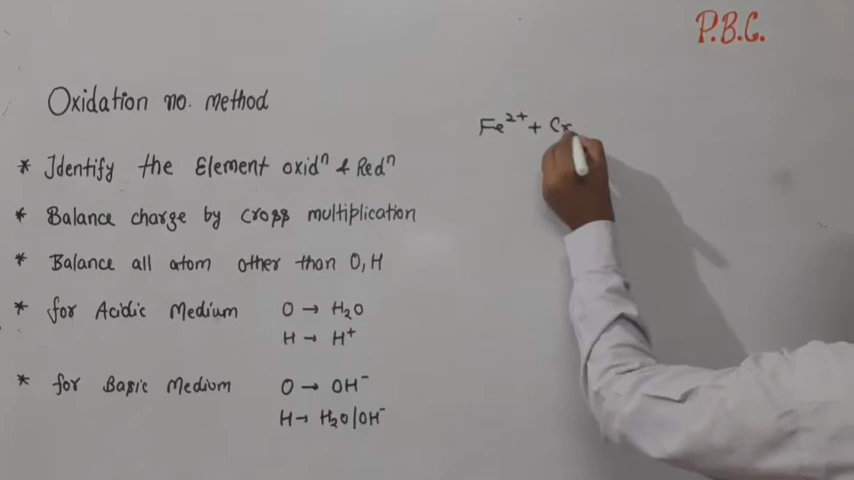 P.B.C.
Oxidation no. method
* Identify the Element oxidⁿ & Redⁿ
* Balance charge by cross multiplication
* Balance all atom other than O, H
* for Acidic Medium O → H₂O
H → H⁺
* for Basic Medium O → OH⁻
H → H₂O/OH⁻
Fe²⁺ + Cr